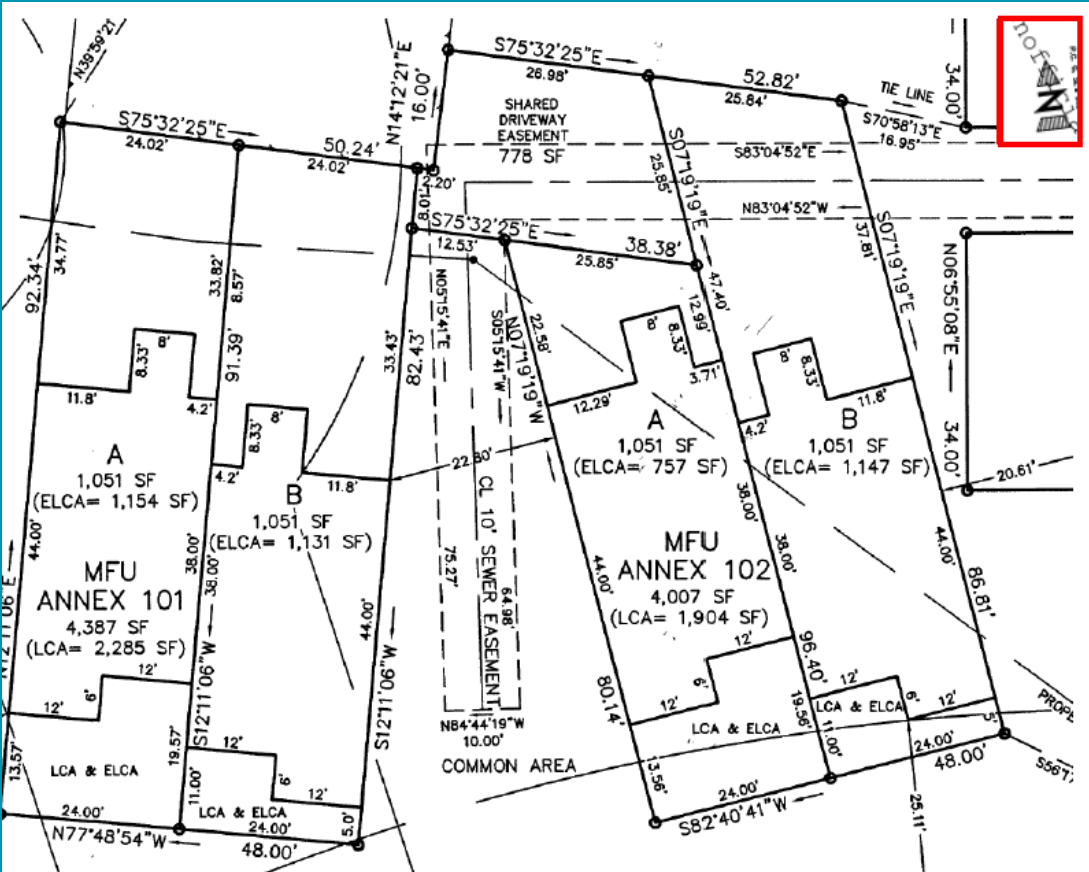 N39°59'21
S75°32'25"E
24.02'
50.24'
24.02'
N14°12'21"E
16.00'
S75°32'25"E
26.98'
52.82'
25.84'
TIE LINE
S70°58'13"E
16.95'
34.00'
N
SHARED
DRIVEWAY
EASEMENT
778 SF
S83°04'52"E
N83°04'52"W
2.20'
8.01'
S75°32'25"E
12.53'
25.85'
38.38'
S07°19'19"E
25.85'
S07°19'19"E
37.81'
N06°55'08"E
34.00'
20.61'
92.34'
34.77'
33.82'
8.57'
91.39'
33.43'
82.43'
N05°15'41"E
S05°15'41"W
N07°19'19"W
22.58'
47.40'
12.99'
11.8'
8.33'
8'
4.2'
4.2'
8.33'
8'
11.8'
12.29'
8'
8.33'
3.71'
4.2'
8'
8.33'
11.8'
A
1,051 SF
(ELCA= 1,154 SF)
B
1,051 SF
(ELCA= 1,131 SF)
A
1,051 SF
(ELCA= 757 SF)
B
1,051 SF
(ELCA= 1,147 SF)
22.80'
CL 10' SEWER EASEMENT
75.27'
64.98'
N84°44'19"W
10.00'
COMMON AREA
44.00'
MFU
ANNEX 101
4,387 SF
(LCA= 2,285 SF)
38.00'
38.00'
44.00'
S12°11'06"W
S12°11'06"W
44.00'
MFU
ANNEX 102
4,007 SF
(LCA= 1,904 SF)
38.00'
38.00'
44.00'
86.81'
80.14'
96.40'
12'
6'
12'
13.57'
19.57'
LCA & ELCA
11.00'
12'
6'
12'
LCA & ELCA
5.0'
24.00'
24.00'
N77°48'54"W
48.00'
12'
6'
12'
13.56'
LCA & ELCA
19.56'
11.00'
12'
6'
12'
LCA & ELCA
5'
24.00'
24.00'
S82°40'41"W
48.00'
25.11'